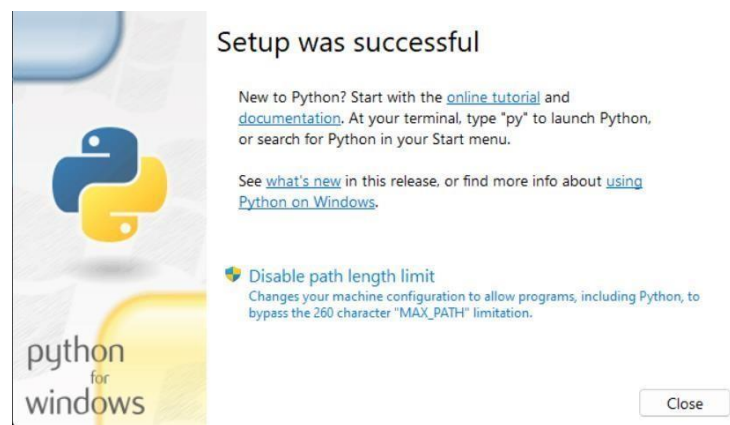 Setup was successful
New to Python? Start with the online tutorial and
documentation. At your terminal, type "py" to launch Python,
or search for Python in your Start menu.
See what's new in this release, or find more info about using
Python on Windows.
Disable path length limit
Changes your machine configuration to allow programs, including Python, to
bypass the 260 character "MAX_PATH" limitation.
python
for
windows
Close